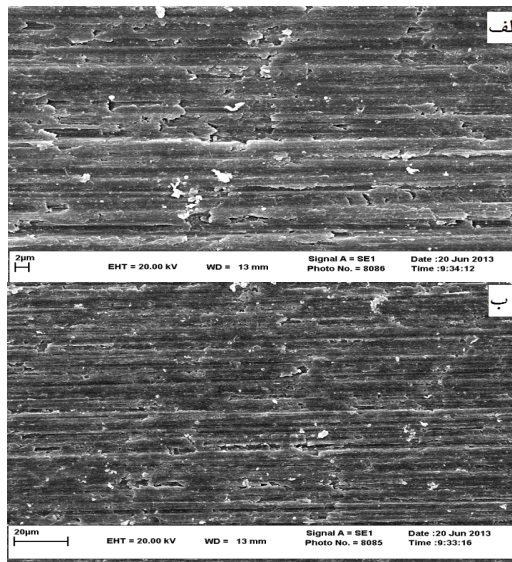 الف
2µm
EHT = 20.00 kV WD = 13 mm Signal A = SE1 Date :20 Jun 2013
Photo No. = 8086 Time :9:34:12
ب
20µm
EHT = 20.00 kV WD = 13 mm Signal A = SE1 Date :20 Jun 2013
Photo No. = 8085 Time :9:33:16